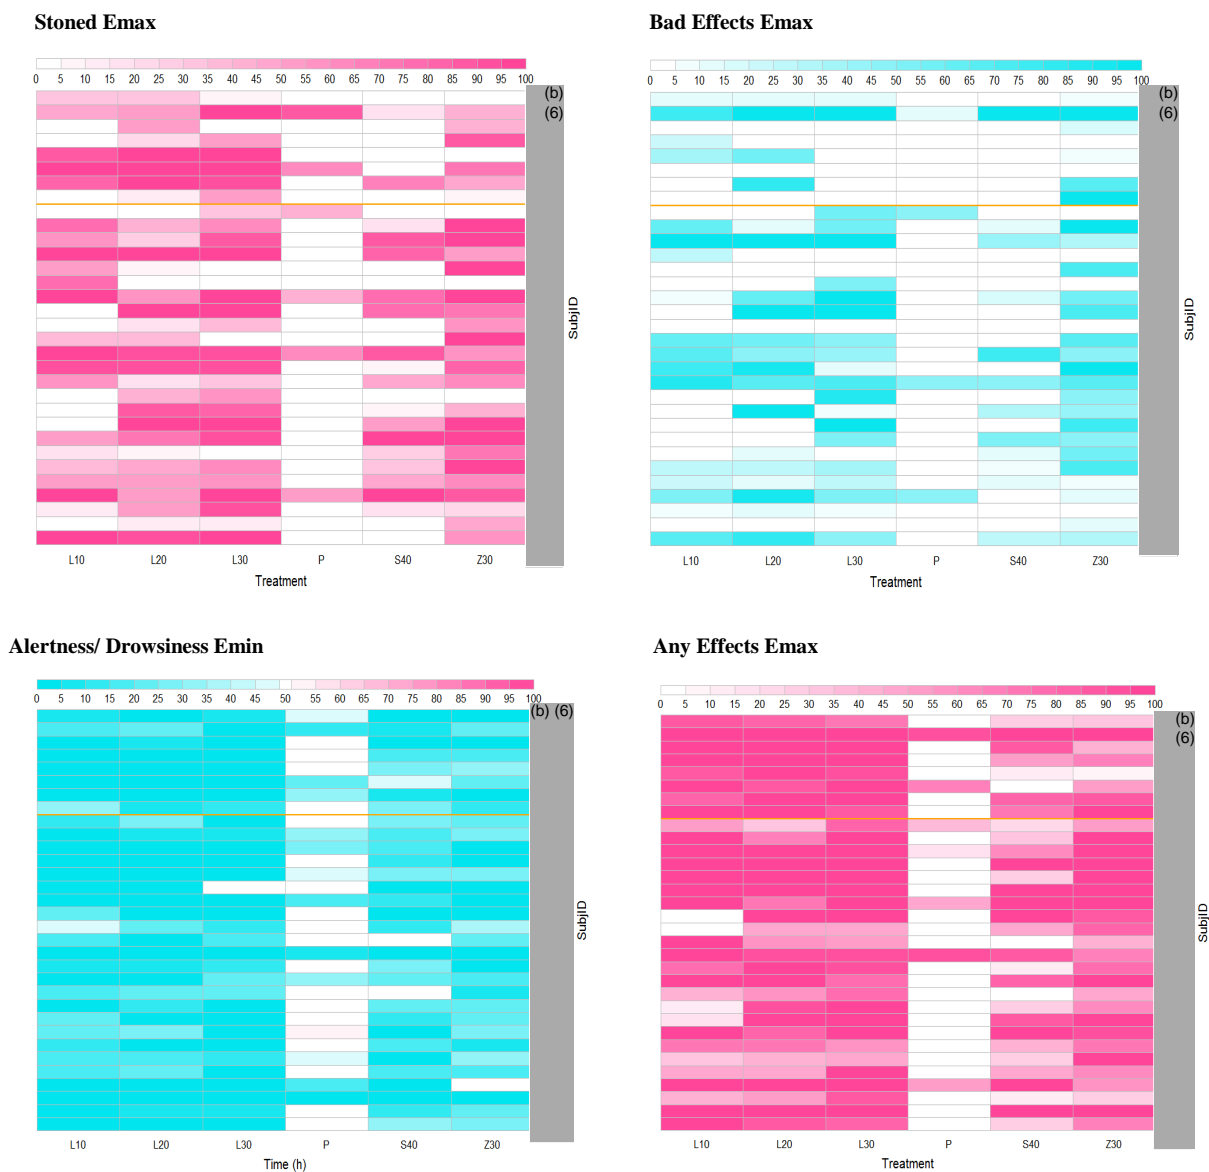 Stoned Emax
0 5 10 15 20 25 30 35 40 45 50 55 60 65 70 75 80 85 90 95 100
(b)
(6)
SubjID
L10 L20 L30 P S40 Z30
Treatment
Bad Effects Emax
0 5 10 15 20 25 30 35 40 45 50 55 60 65 70 75 80 85 90 95 100
(b)
(6)
SubjID
L10 L20 L30 P S40 Z30
Treatment
Alertness/ Drowsiness Emin
0 5 10 15 20 30 35 40 45 50 55 60 65 70 75 80 85 90 95 100
(b) (6)
SubjID
L10 L20 L30 P S40 Z30
Time (h)
Any Effects Emax
0 5 10 15 20 25 30 35 40 45 50 55 60 65 70 75 80 85 90 95 100
(b)
(6)
SubjID
L10 L20 L30 P S40 Z30
Treatment